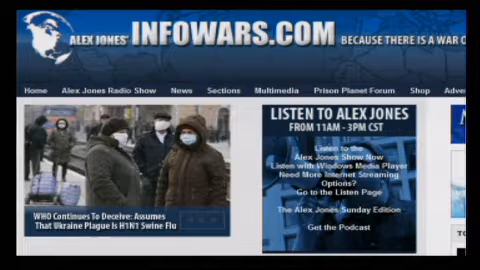 ALEX JONES' INFOWARS.COM BECAUSE THERE IS A WAR
Home Alex Jones Radio Show News Sections Multimedia Prison Planet Forum Shop
LISTEN TO ALEX JONES
FROM 11AM - 3PM CST
Listen to the
Alex Jones Show Now
Listen with Windows Media Player
Need More Internet Streaming
Options?
Go to the Listen Page
The Alex Jones Sunday Edition
Get the Podcast
WHO Continues To Deceive: Assumes
That Ukraine Plague Is H1N1 Swine Flu